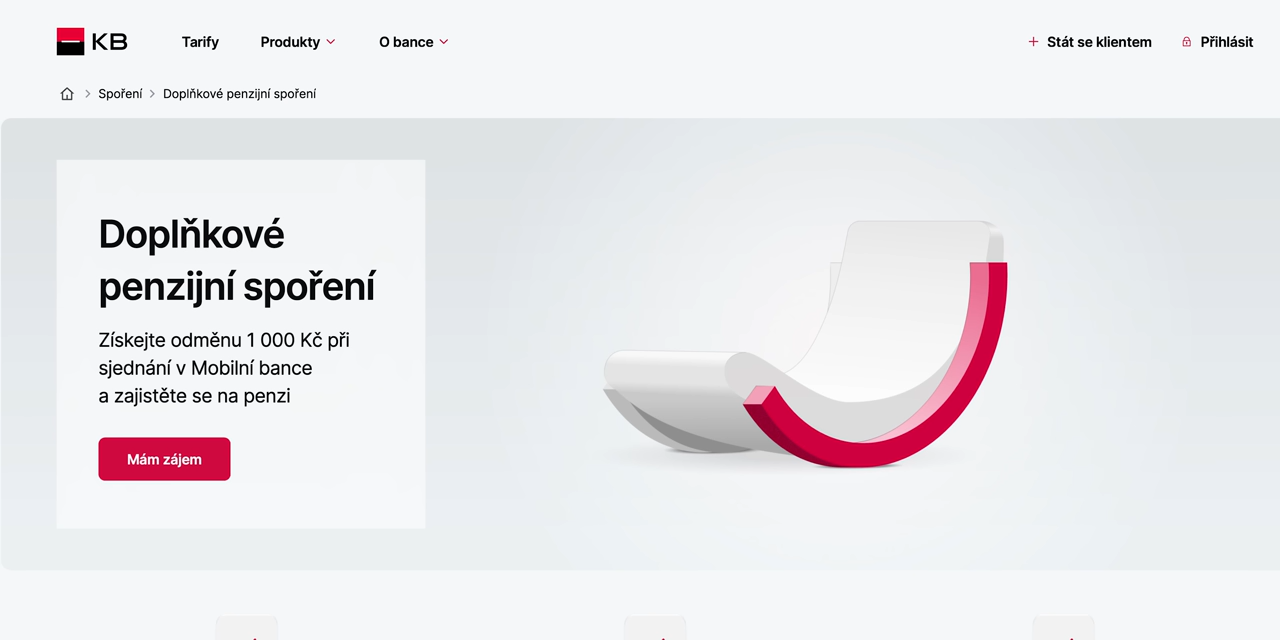 KB
Tarify
Produkty
O bance
Stát se klientem
Přihlásit
Spoření
Doplňkové penzijní spoření
Doplňkové
penzijní spoření
Získejte odměnu 1 000 Kč při
sjednání v Mobilní bance
a zajistěte se na penzi
Mám zájem